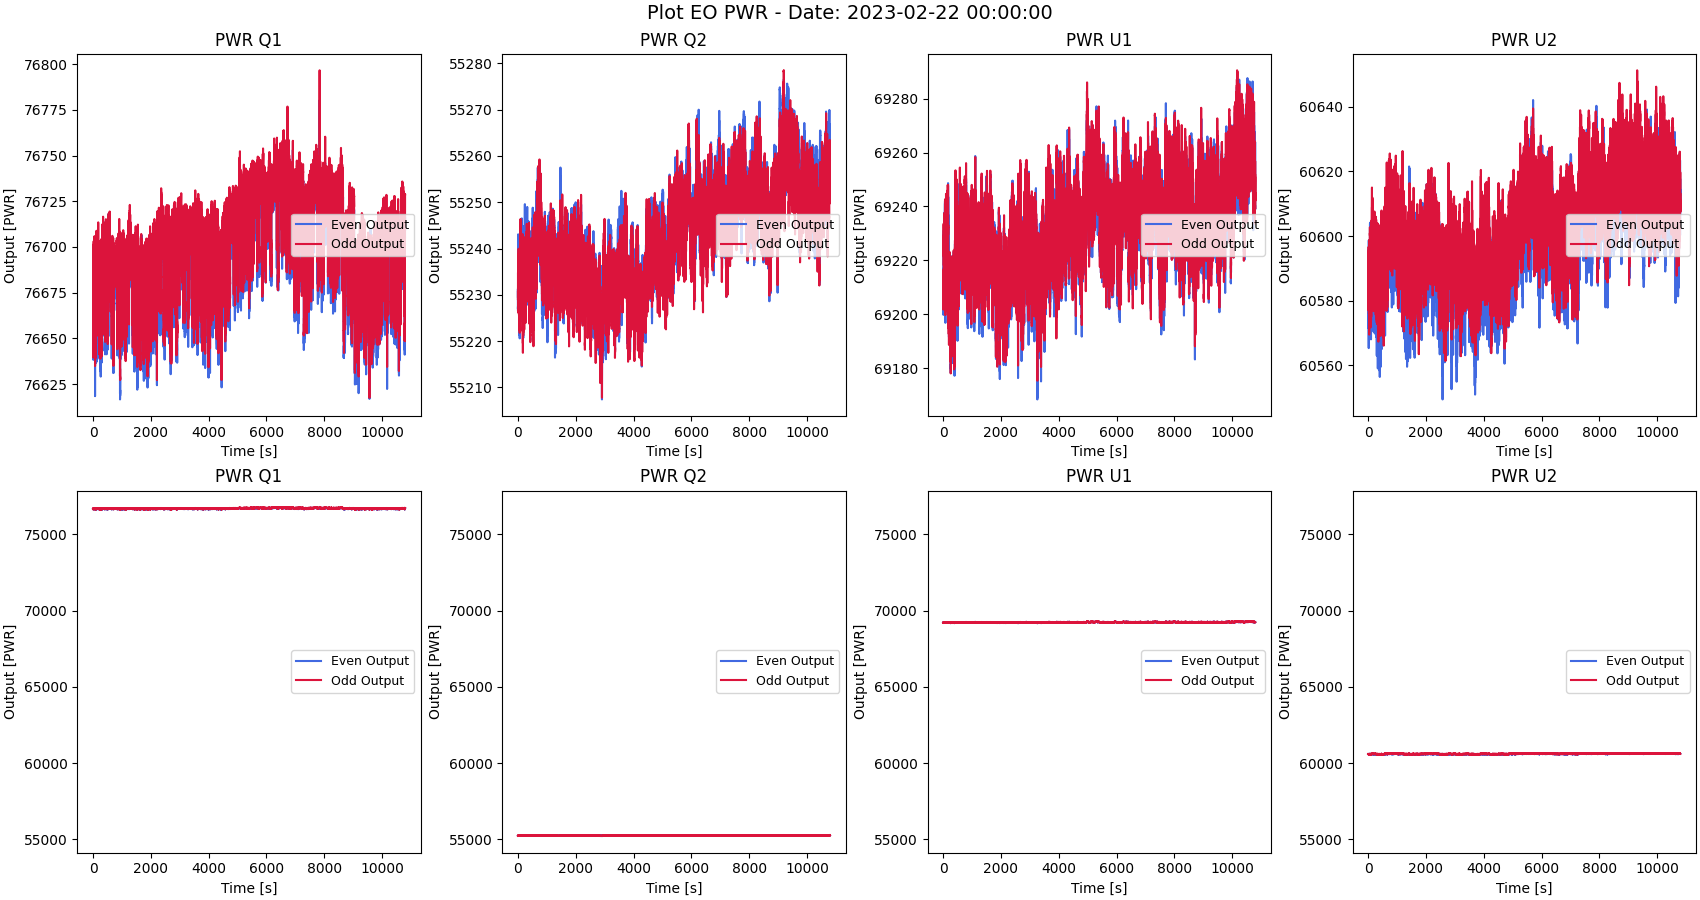 Plot EO PWR - Date: 2023-02-22 00:00:00
PWR Q1
Output [PWR]
76800
76775
76750
76725
76700
76675
76650
76625
0 2000 4000 6000 8000 10000
Time [s]
Even Output
Odd Output
PWR Q2
Output [PWR]
55280
55270
55260
55250
55240
55230
55220
55210
0 2000 4000 6000 8000 10000
Time [s]
Even Output
Odd Output
PWR U1
Output [PWR]
69280
69260
69240
69220
69200
69180
0 2000 4000 6000 8000 10000
Time [s]
Even Output
Odd Output
PWR U2
Output [PWR]
60640
60620
60600
60580
60560
0 2000 4000 6000 8000 10000
Time [s]
Even Output
Odd Output
PWR Q1
Output [PWR]
75000
70000
65000
60000
55000
0 2000 4000 6000 8000 10000
Time [s]
Even Output
Odd Output
PWR Q2
Output [PWR]
75000
70000
65000
60000
55000
0 2000 4000 6000 8000 10000
Time [s]
Even Output
Odd Output
PWR U1
Output [PWR]
75000
70000
65000
60000
55000
0 2000 4000 6000 8000 10000
Time [s]
Even Output
Odd Output
PWR U2
Output [PWR]
75000
70000
65000
60000
55000
0 2000 4000 6000 8000 10000
Time [s]
Even Output
Odd Output